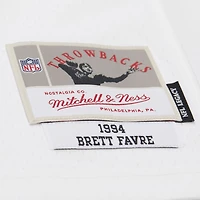 THROWBACKS
NFL
NOSTALGIA CO.
Mitchell & Ness
PHILADELPHIA, PA.
NFL LEGACY
1994
BRETT FAVRE